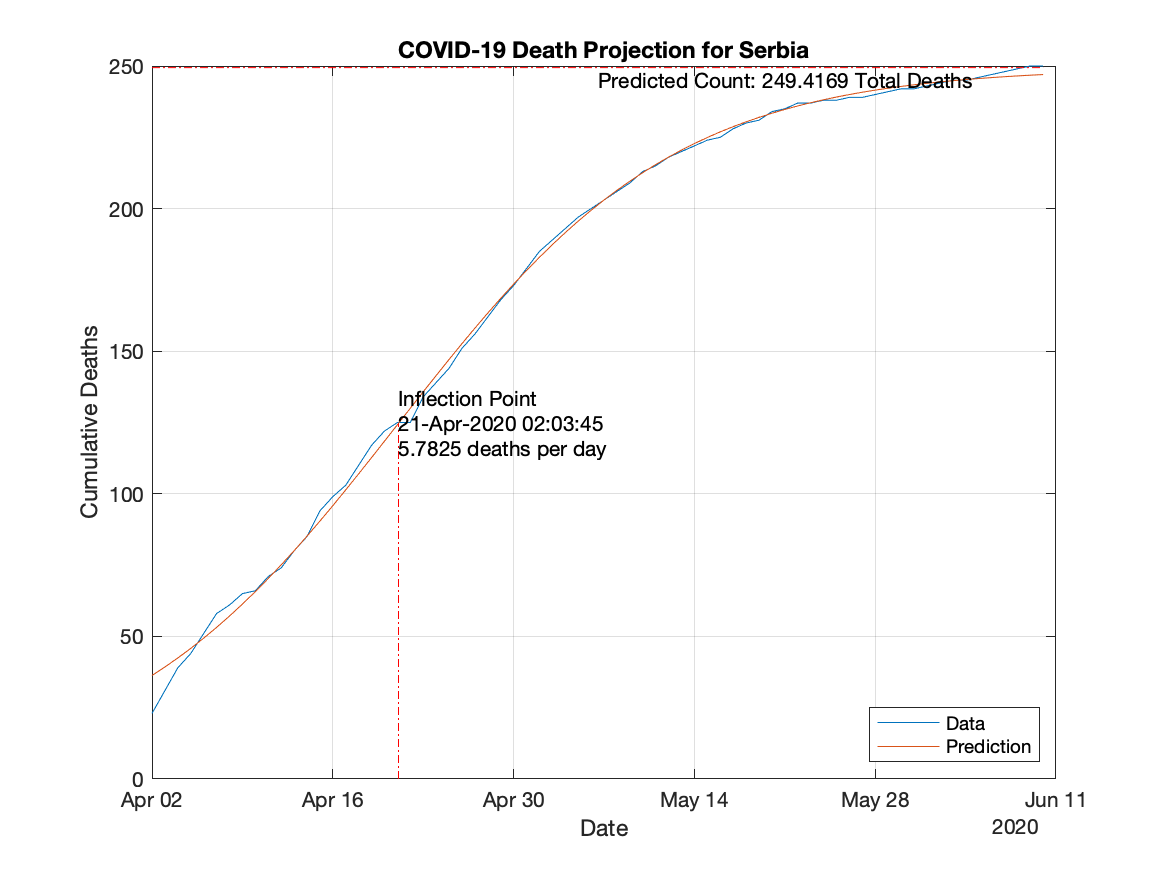 COVID-19 Death Projection for Serbia
Predicted Count: 249.4169 Total Deaths
250
200
150
100
50
0
Cumulative Deaths
Inflection Point
21-Apr-2020 02:03:45
5.7825 deaths per day
Data
Prediction
Apr 02 Apr 16 Apr 30 May 14 May 28 Jun 11
Date
2020